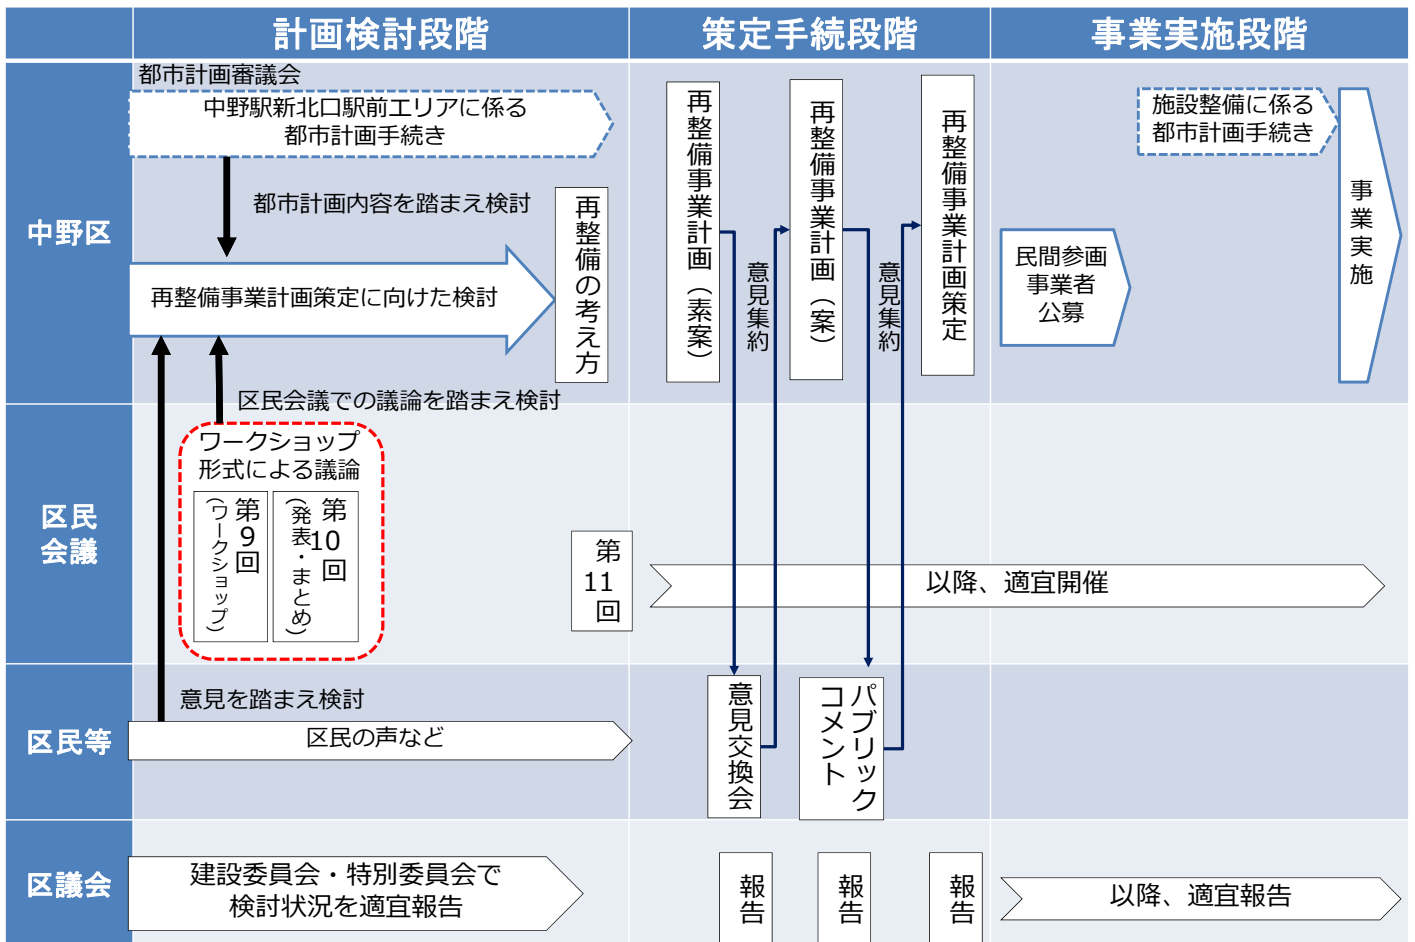 計画検討段階
策定手続段階
事業実施段階
中野区
都市計画審議会
中野駅新北口駅前エリアに係る
都市計画手続き
都市計画内容を踏まえ検討
再整備事業計画策定に向けた検討
再整備の考え方
再整備事業計画（素案）
意見集約
再整備事業計画（案）
意見集約
再整備事業計画策定
民間参画
事業者
公募
施設整備に係る
都市計画手続き
事業実施
区民会議での議論を踏まえ検討
区民
会議
ワークショップ
形式による議論
第9回
(ワークショップ)
第10回
(発表・まとめ)
第11回
以降、適宜開催
区民等
意見を踏まえ検討
区民の声など
意見交換会
パブリック
コメント
区議会
建設委員会・特別委員会で
検討状況を適宜報告
報告
報告
報告
以降、適宜報告